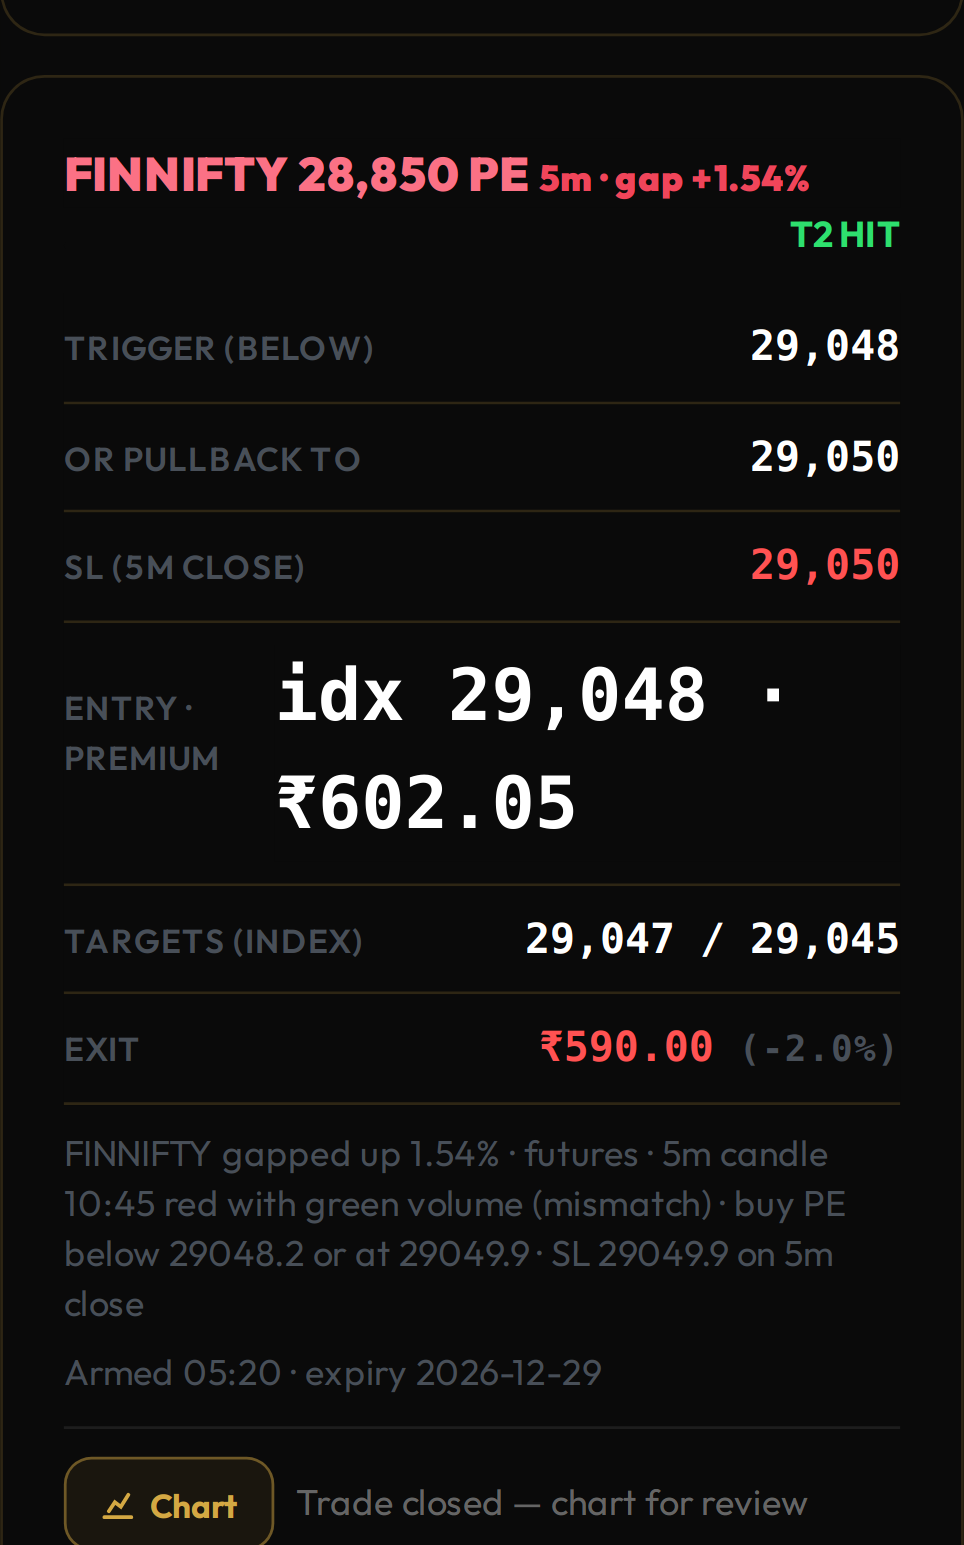 FINNIFTY 28,850 PE 5m · gap +1.54%
T2 HIT
TRIGGER (BELOW) 29,048
OR PULLBACK TO 29,050
SL (5M CLOSE) 29,050
ENTRY ·
PREMIUM
idx 29,048 ·
₹602.05
TARGETS (INDEX) 29,047 / 29,045
EXIT ₹590.00 (-2.0%)
FINNIFTY gapped up 1.54% · futures · 5m candle
10:45 red with green volume (mismatch) · buy PE
below 29048.2 or at 29049.9 · SL 29049.9 on 5m
close
Armed 05:20 · expiry 2026-12-29
Chart Trade closed — chart for review